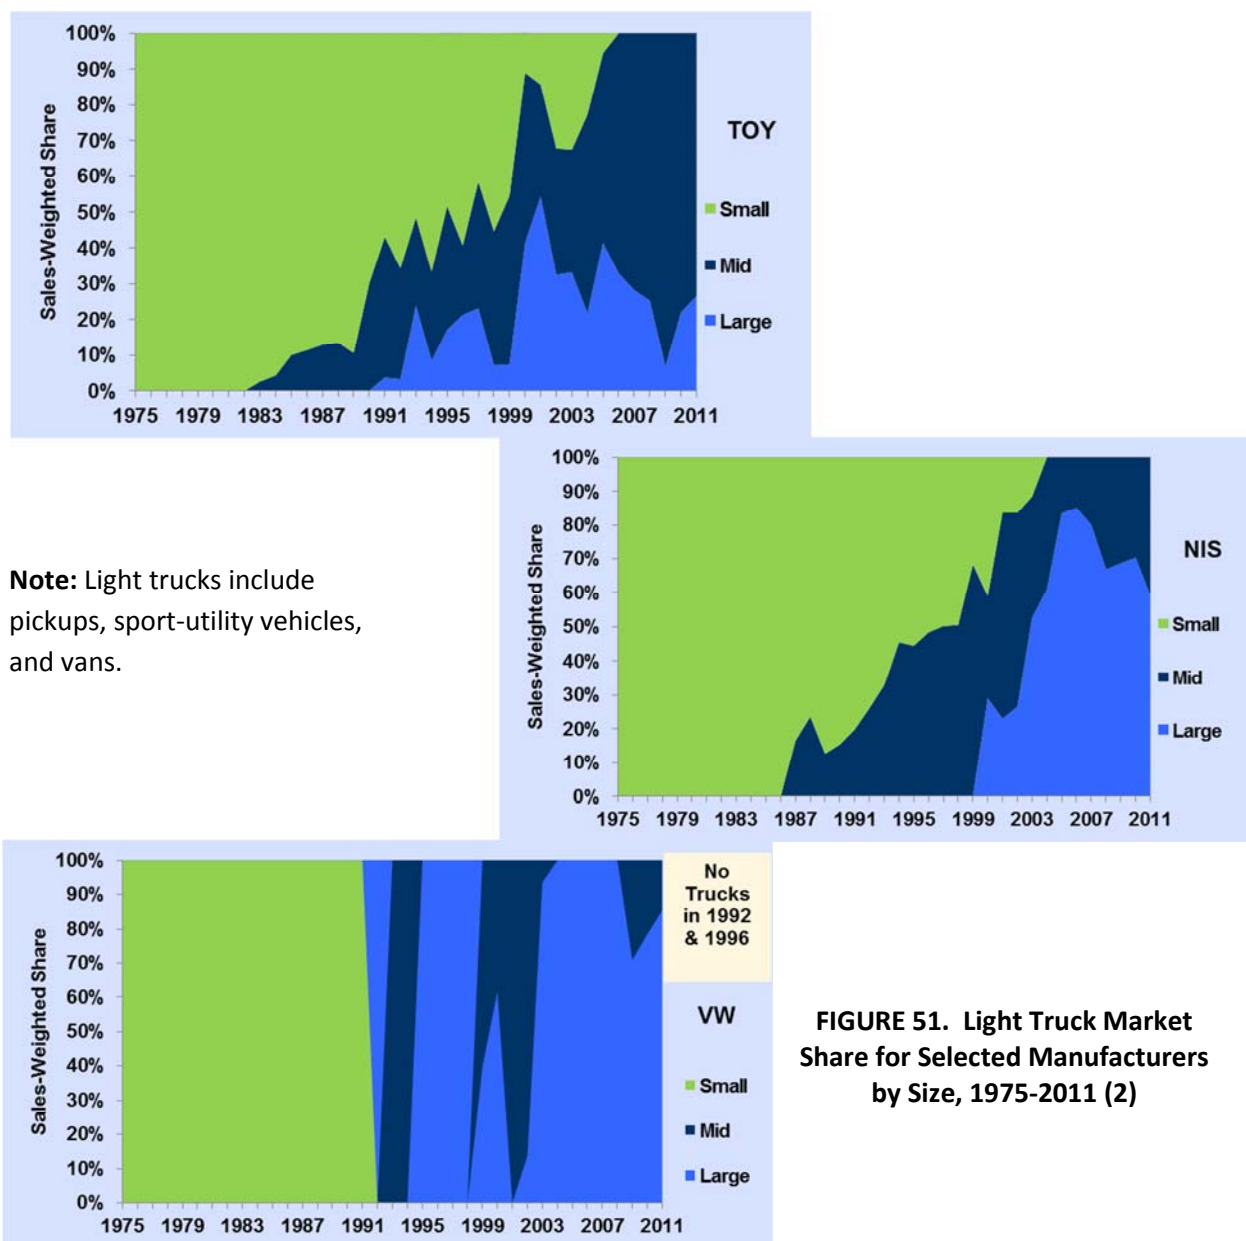 100%
90%
80%
70%
60%
50%
40%
30%
20%
10%
0%
Sales-Weighted Share
1975 1979 1983 1987 1991 1995 1999 2003 2007 2011
TOY
Small
Mid
Large
100%
90%
80%
70%
60%
50%
40%
30%
20%
10%
0%
Sales-Weighted Share
1975 1979 1983 1987 1991 1995 1999 2003 2007 2011
NIS
Small
Mid
Large
Note: Light trucks include
pickups, sport-utility vehicles,
and vans.
100%
90%
80%
70%
60%
50%
40%
30%
20%
10%
0%
Sales-Weighted Share
1975 1979 1983 1987 1991 1995 1999 2003 2007 2011
No
Trucks
in 1992
& 1996
VW
Small
Mid
Large
FIGURE 51. Light Truck Market
Share for Selected Manufacturers
by Size, 1975-2011 (2)